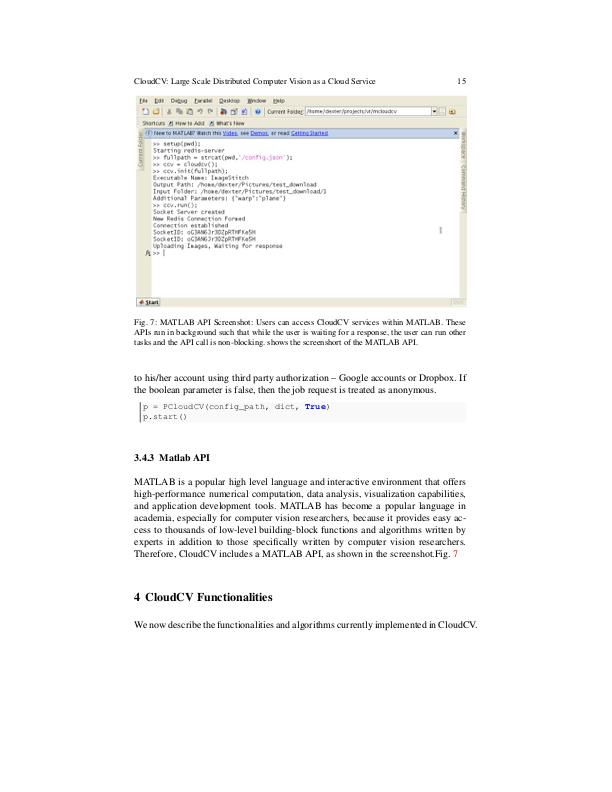 CloudCV: Large Scale Distributed Computer Vision as a Cloud Service 15
File Edit Debug Parallel Desktop Window Help
Current Folder: /home/dexter/projects/vt/mcloudcv
Shortcuts How to Add What's New
New to MATLAB? Watch this Video, see Demos, or read Getting Started.
Current Folder
Workspace
Command History
>> setup(pwd);
Starting redis-server
>> fullpath = strcat(pwd,'/config.json');
>> ccv = cloudcv();
>> ccv.init(fullpath);
Executable Name: ImageStitch
Output Path: /home/dexter/Pictures/test_download
Input Folder: /home/dexter/Pictures/test_download/1
Additional Parameters: {"warp":"plane"}
>> ccv.run();
Socket Server created
New Redis Connection Formed
Connection established
SocketID:
SocketID:
Uploading Images, Waiting for response
fx >>
Start
Fig. 7: MATLAB API Screenshot: Users can access CloudCV services within MATLAB. These
APIs run in background such that while the user is waiting for a response, the user can run other
tasks and the API call is non-blocking. shows the screenshort of the MATLAB API.
to his/her account using third party authorization – Google accounts or Dropbox. If
the boolean parameter is false, then the job request is treated as anonymous.
p = PCloudCV(config_path, dict, True)
p.start()
3.4.3 Matlab API
MATLAB is a popular high level language and interactive environment that offers
high-performance numerical computation, data analysis, visualization capabilities,
and application development tools. MATLAB has become a popular language in
academia, especially for computer vision researchers, because it provides easy ac-
cess to thousands of low-level building-block functions and algorithms written by
experts in addition to those specifically written by computer vision researchers.
Therefore, CloudCV includes a MATLAB API, as shown in the screenshot.Fig. 7
4 CloudCV Functionalities
We now describe the functionalities and algorithms currently implemented in CloudCV.